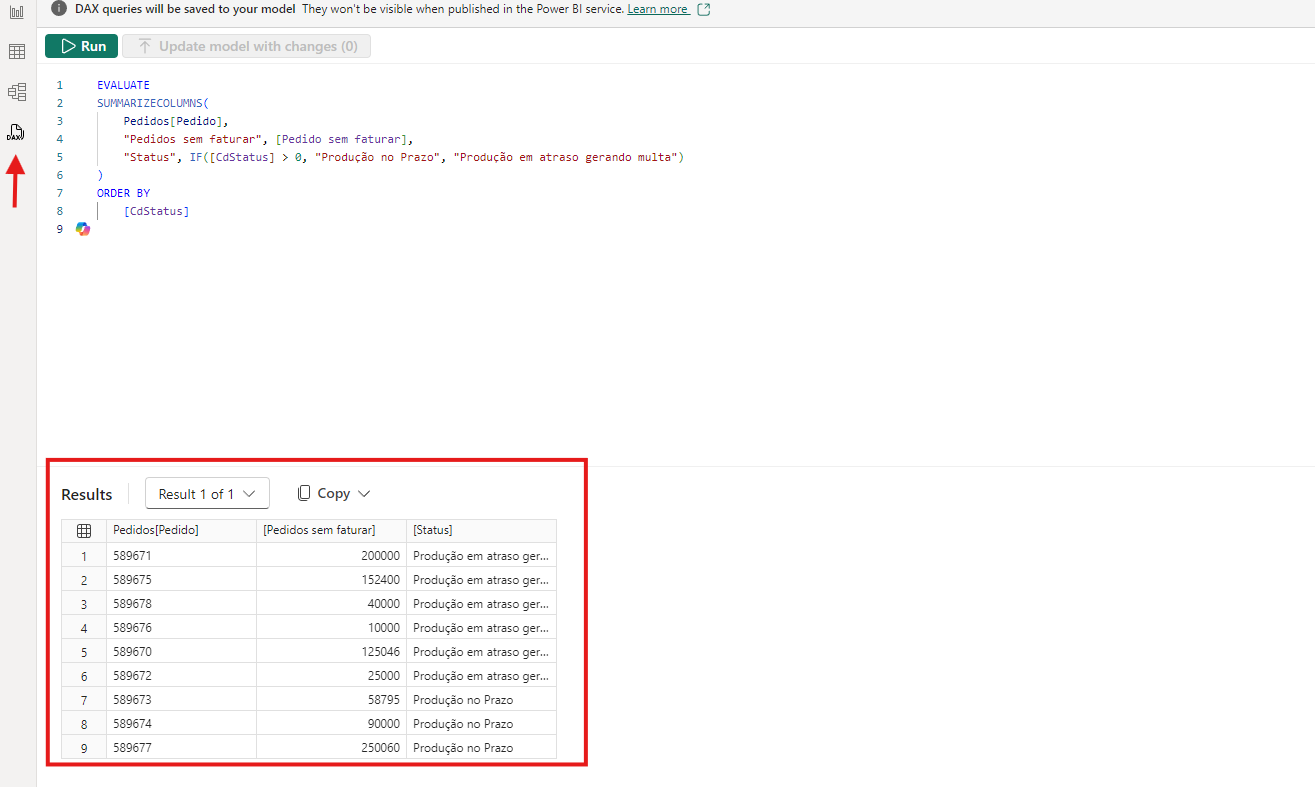 DAX queries will be saved to your model They won't be visible when published in the Power BI service. Learn more
Run Update model with changes (0)
1 EVALUATE
2 SUMMARIZECOLUMNS(
3 Pedidos[Pedido],
4 "Pedidos sem faturar", [Pedido sem faturar],
5 "Status", IF([CdStatus] > 0, "Produção no Prazo", "Produção em atraso gerando multa")
6 )
7 ORDER BY
8 [CdStatus]
9
DAX
Results Result 1 of 1 Copy
Pedidos[Pedido] [Pedidos sem faturar] [Status]
1 589671 200000 Produção em atraso ger...
2 589675 152400 Produção em atraso ger...
3 589678 40000 Produção em atraso ger...
4 589676 10000 Produção em atraso ger...
5 589670 125046 Produção em atraso ger...
6 589672 25000 Produção em atraso ger...
7 589673 58795 Produção no Prazo
8 589674 90000 Produção no Prazo
9 589677 250060 Produção no Prazo